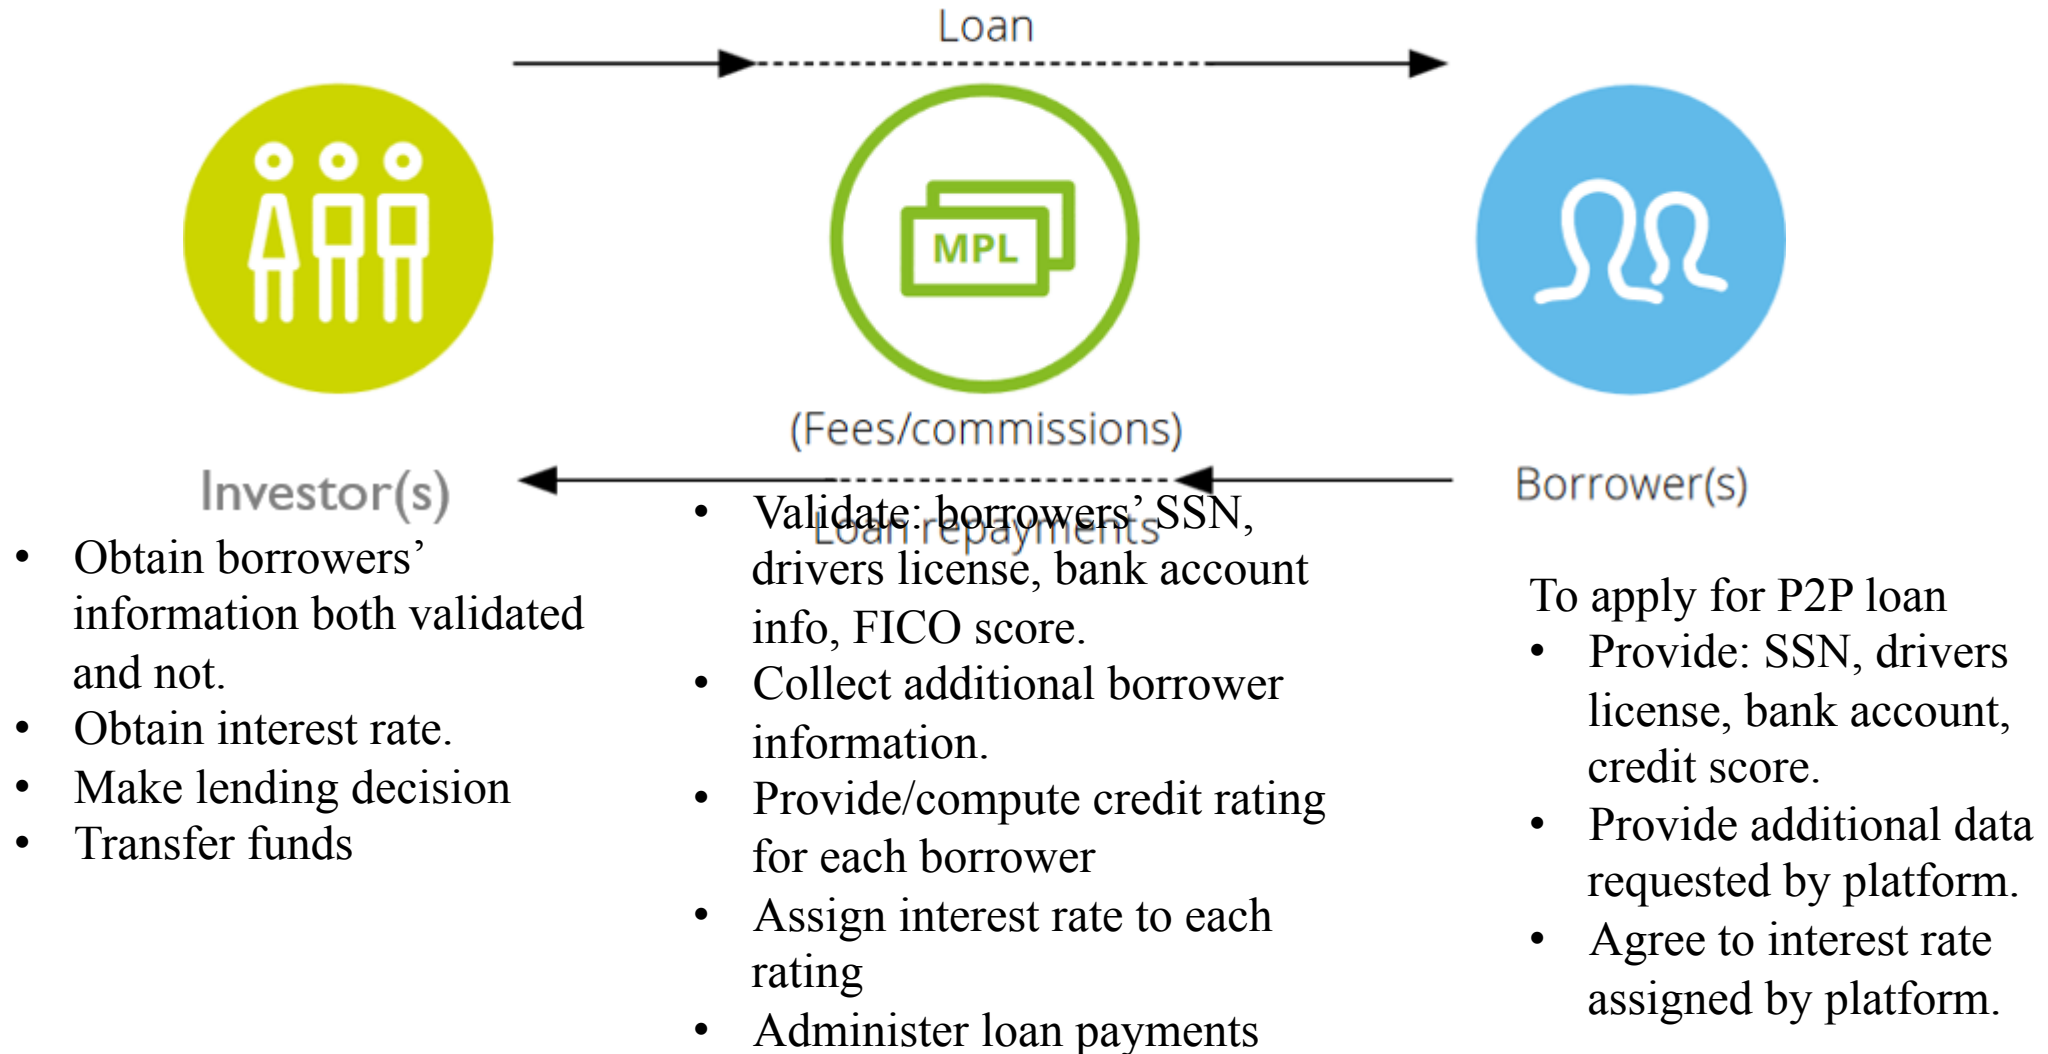 Loan
MPL
(Fees/commissions)
Loan repayments
Investor(s)
• Obtain borrowers’
information both validated
and not.
• Obtain interest rate.
• Make lending decision
• Transfer funds
• Validate: borrowers’ SSN,
drivers license, bank account
info, FICO score.
• Collect additional borrower
information.
• Provide/compute credit rating
for each borrower
• Assign interest rate to each
rating
• Administer loan payments
Borrower(s)
To apply for P2P loan
• Provide: SSN, drivers
license, bank account,
credit score.
• Provide additional data
requested by platform.
• Agree to interest rate
assigned by platform.